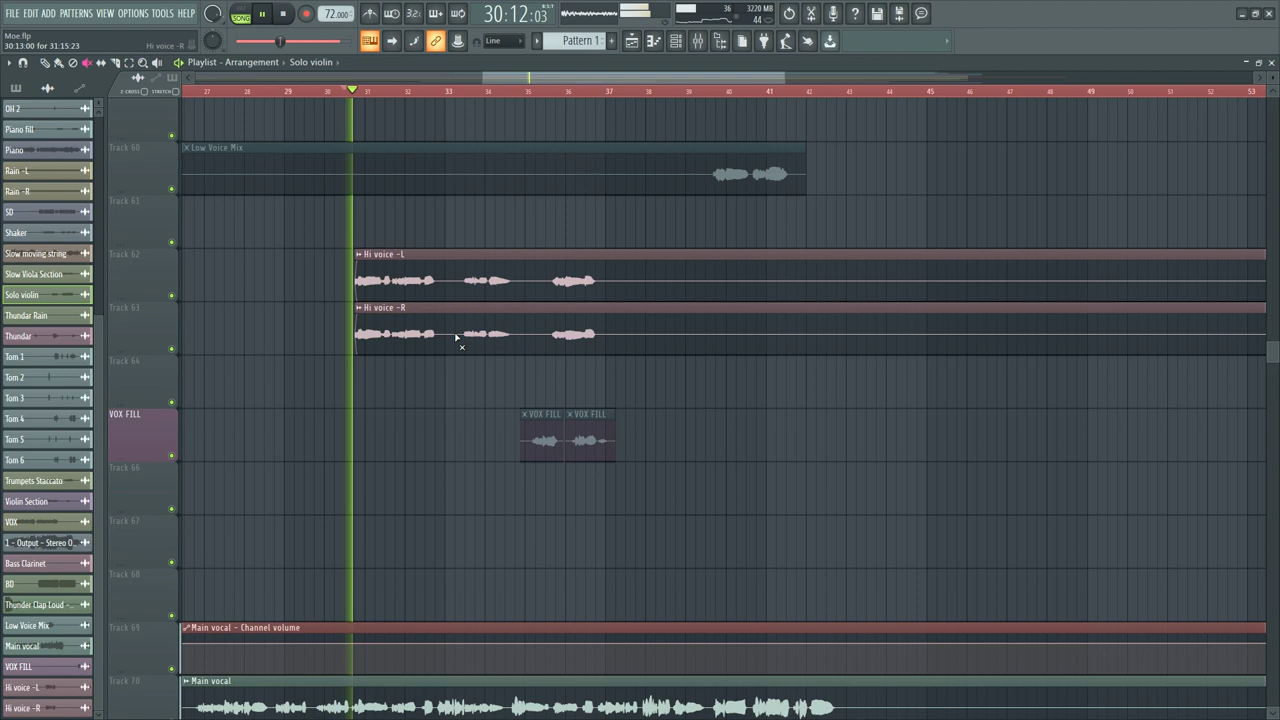 FILE EDIT ADD PATTERNS VIEW OPTIONS TOOLS HELP
SONG
72.000
30:12:03
B:S:T
36
3220 MB
44
Moe.flp
30:13:00 for 31:15:23
Hi voice -R
Line
Pattern 1
Playlist - Arrangement
Solo violin
Z-CROSS
STRETCH
27 28 29 30 31 32 33 34 35 36 37 38 39 40 41 42 43 44 45 46 47 48 49 50 51 52 53
OH 2
Piano fill
Piano
Rain -L
Rain -R
SD
Shaker
Slow moving string
Slow Viola Section
Solo violin
Thundar Rain
Thundar
Tom 1
Tom 2
Tom 3
Tom 4
Tom 5
Tom 6
Trumpets Staccato
Violin Section
VOX
1 - Output - Stereo O...
Bass Clarinet
BD
Thunder Clap Loud -...
Low Voice Mix
Main vocal
VOX FILL
Hi voice -L
Hi voice -R
Track 60
Low Voice Mix
Track 61
Track 62
Hi voice -L
Track 63
Hi voice -R
Track 64
VOX FILL
VOX FILL
VOX FILL
Track 66
Track 67
Track 68
Track 69
Main vocal - Channel volume
Track 70
Main vocal